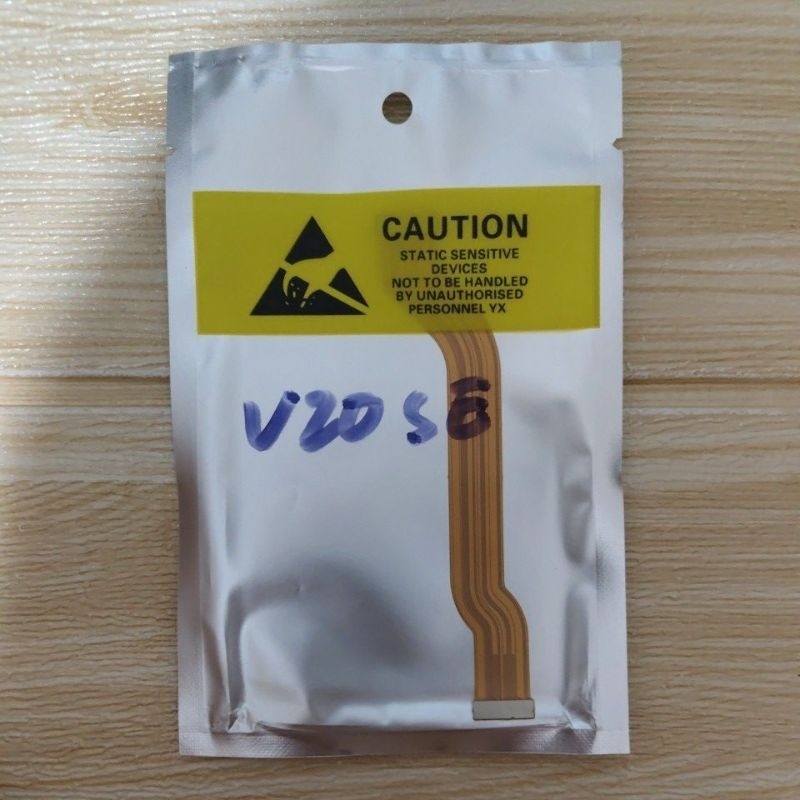 CAUTION
STATIC SENSITIVE
DEVICES
NOT TO BE HANDLED
BY UNAUTHORISED
PERSONNEL YX
V20 SE